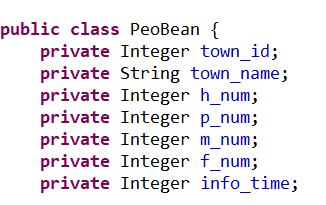 public class PeoBean {
    private Integer town_id;
    private String town_name;
    private Integer h_num;
    private Integer p_num;
    private Integer m_num;
    private Integer f_num;
    private Integer info_time;